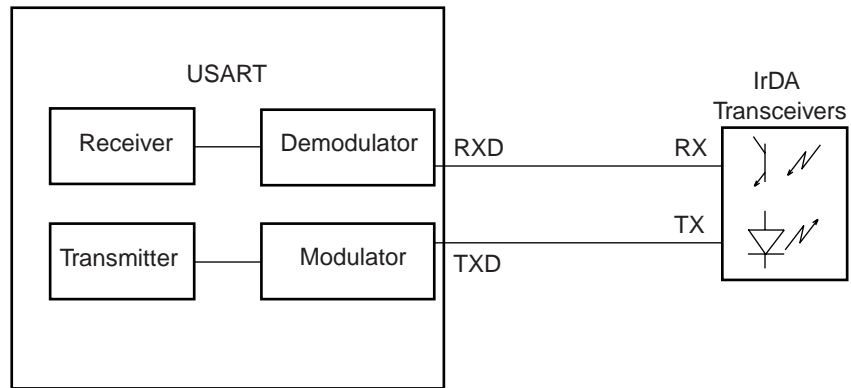 USART
IrDA
Transceivers
Receiver
Demodulator
RXD
RX
Transmitter
Modulator
TXD
TX